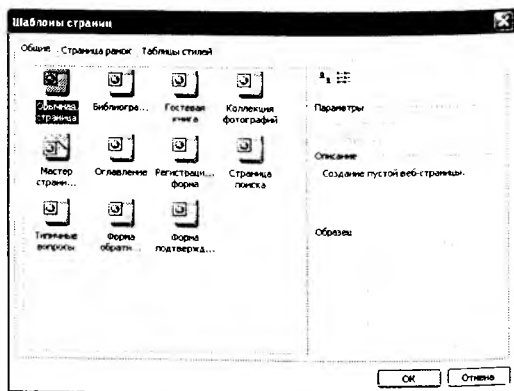 Шаблоны страниц
Общие Страница рамок Таблицы стилей
Обычная страница
Библиогра...
Гостевая книга
Коллекция фотографий
Мастер страни...
Оглавление
Регистраци... форма
Страница поиска
Типичные вопросы
Форма обратн...
Форма подтвержд...
Параметры
Описание
Создание пустой веб-страницы.
Образец
ОК
Отмена